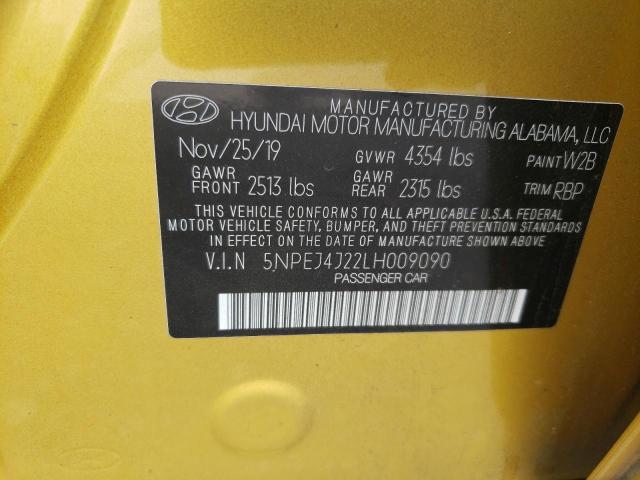 MANUFACTURED BY
HYUNDAI MOTOR MANUFACTURING ALABAMA, LLC
Nov/25/19 GVWR 4354 lbs PAINT W2B
GAWR FRONT 2513 lbs GAWR REAR 2315 lbs TRIM RBP
THIS VEHICLE CONFORMS TO ALL APPLICABLE U.S.A. FEDERAL
MOTOR VEHICLE SAFETY, BUMPER, AND THEFT PREVENTION
STANDARDS IN EFFECT ON THE DATE OF MANUFACTURE SHOWN ABOVE
V.I.N 5NPEJ4J22LH009090
PASSENGER CAR